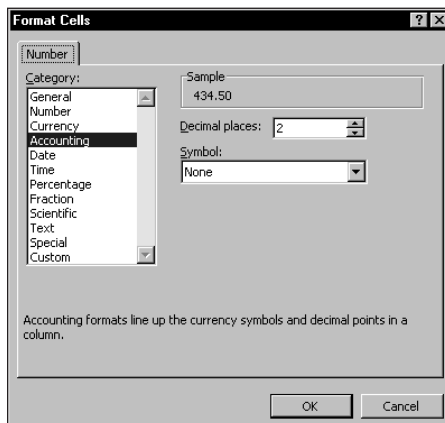 Format Cells
Number
Category:
General
Number
Currency
Accounting
Date
Time
Percentage
Fraction
Scientific
Text
Special
Custom
Sample
434.50
Decimal places: 2
Symbol:
None
Accounting formats line up the currency symbols and decimal points in a
column.
OK Cancel